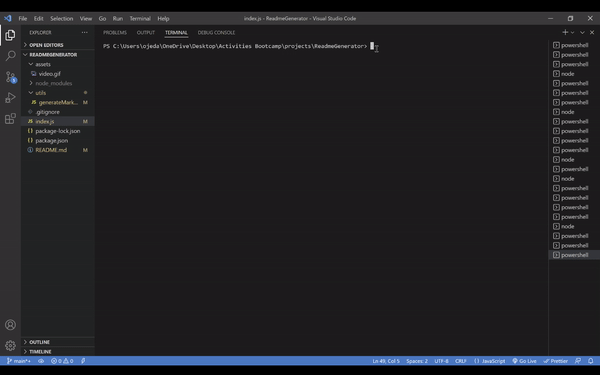 File Edit Selection View Go Run Terminal Help
index.js - ReadmeGenerator - Visual Studio Code
EXPLORER
OPEN EDITORS
READMEGENERATOR
assets
video.gif
node_modules
utils
JS generateMark... M
.gitignore
JS index.js M
{} package-lock.json
{} package.json
README.md M
OUTLINE
TIMELINE
PROBLEMS OUTPUT TERMINAL DEBUG CONSOLE
PS C:\Users\ojeda\OneDrive\Desktop\Activities Bootcamp\projects\ReadmeGenerator>
powershell
powershell
powershell
node
powershell
powershell
powershell
node
powershell
powershell
powershell
powershell
node
powershell
node
powershell
powershell
powershell
powershell
node
powershell
powershell
powershell
main*+ 0 0 Ln 49, Col 5 Spaces: 2 UTF-8 CRLF {} JavaScript Go Live Prettier